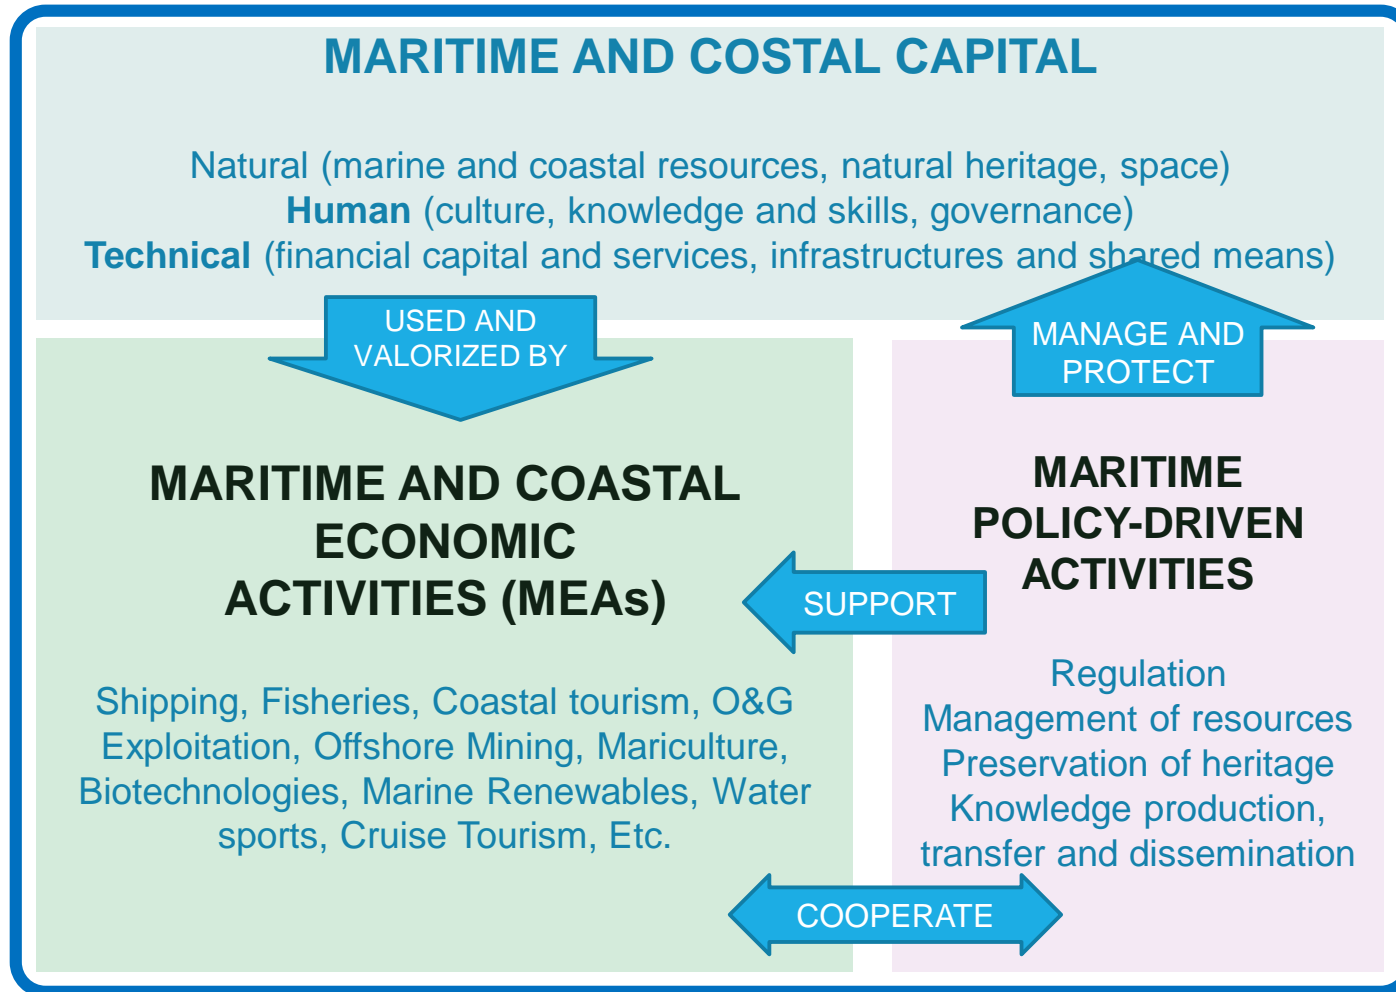 MARITIME AND COSTAL CAPITAL
Natural (marine and coastal resources, natural heritage, space)
Human (culture, knowledge and skills, governance)
Technical (financial capital and services, infrastructures and shared means)
USED AND
VALORIZED BY
MANAGE AND
PROTECT
MARITIME AND COASTAL
ECONOMIC
ACTIVITIES (MEAs)
Shipping, Fisheries, Coastal tourism, O&G
Exploitation, Offshore Mining, Mariculture,
Biotechnologies, Marine Renewables, Water
sports, Cruise Tourism, Etc.
SUPPORT
MARITIME
POLICY-DRIVEN
ACTIVITIES
Regulation
Management of resources
Preservation of heritage
Knowledge production,
transfer and dissemination
COOPERATE